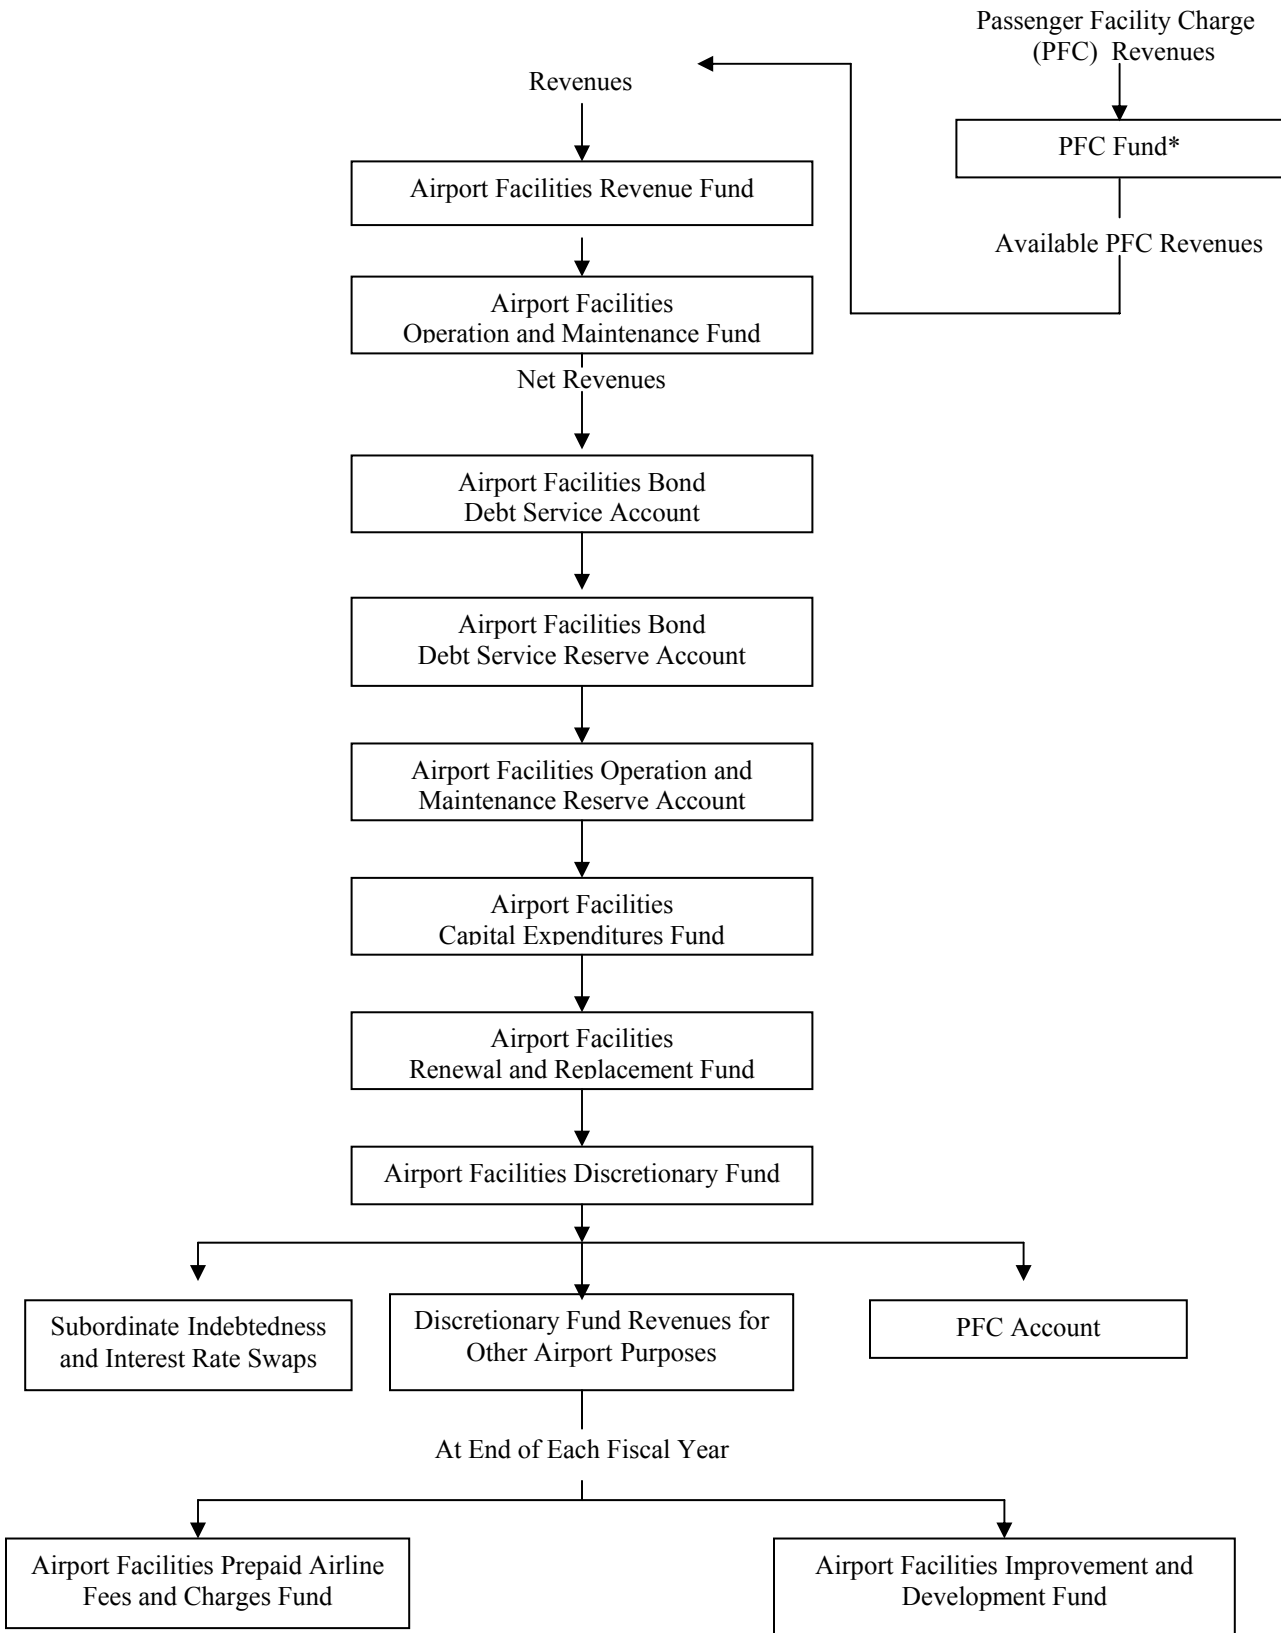 Passenger Facility Charge
(PFC) Revenues
Revenues
PFC Fund*
Airport Facilities Revenue Fund
Available PFC Revenues
Airport Facilities
Operation and Maintenance Fund
Net Revenues
Airport Facilities Bond
Debt Service Account
Airport Facilities Bond
Debt Service Reserve Account
Airport Facilities Operation and
Maintenance Reserve Account
Airport Facilities
Capital Expenditures Fund
Airport Facilities
Renewal and Replacement Fund
Airport Facilities Discretionary Fund
Subordinate Indebtedness
and Interest Rate Swaps
Discretionary Fund Revenues for
Other Airport Purposes
PFC Account
At End of Each Fiscal Year
Airport Facilities Prepaid Airline
Fees and Charges Fund
Airport Facilities Improvement and
Development Fund